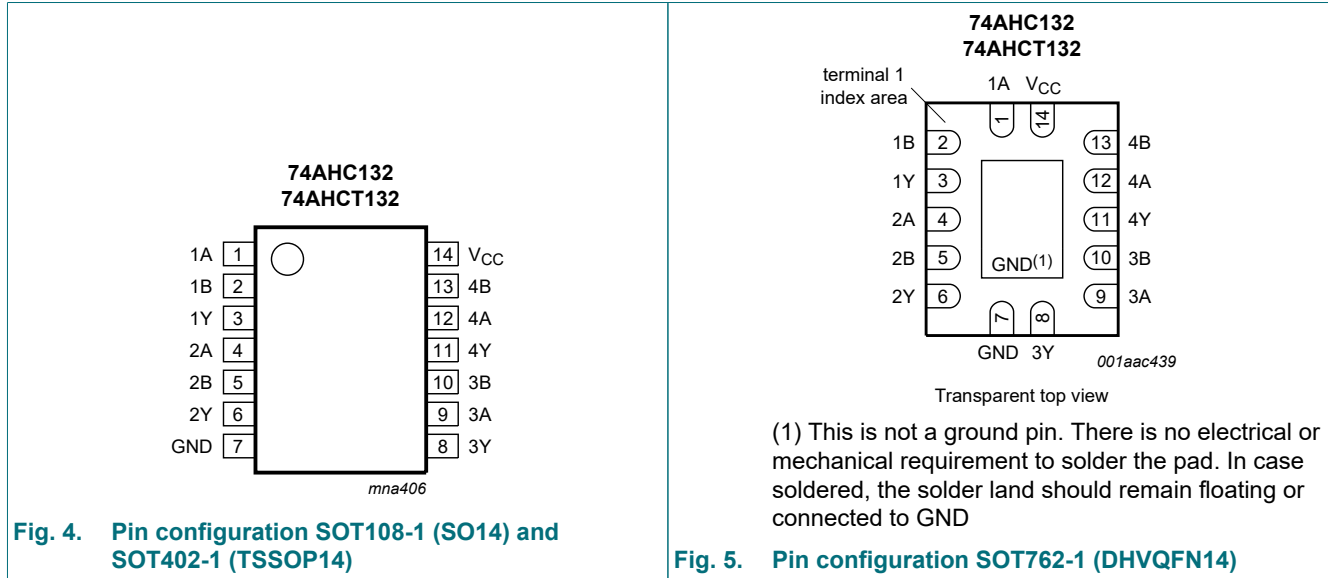 74AHC132
74AHCT132
1A 1 14 VCC
1B 2 13 4B
1Y 3 12 4A
2A 4 11 4Y
2B 5 10 3B
2Y 6 9 3A
GND 7 8 3Y
mna406
Fig. 4. Pin configuration SOT108-1 (SO14) and
SOT402-1 (TSSOP14)
74AHC132
74AHCT132
terminal 1
index area
1A VCC
1 14
1B 2 13 4B
1Y 3 12 4A
2A 4 11 4Y
2B 5 10 3B
GND(1)
2Y 6 9 3A
7 8
GND 3Y
001aac439
Transparent top view
(1) This is not a ground pin. There is no electrical or
mechanical requirement to solder the pad. In case
soldered, the solder land should remain floating or
connected to GND
Fig. 5. Pin configuration SOT762-1 (DHVQFN14)